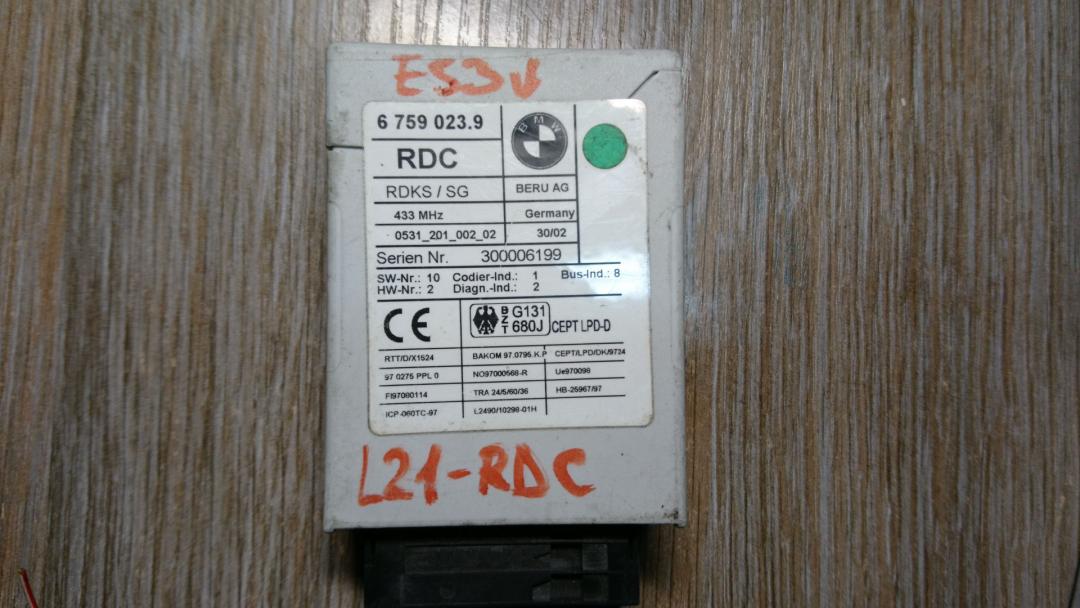 E53
6 759 023.9
BMW
RDC
RDKS / SG
BERU AG
433 MHz
Germany
0531_201_002_02
30/02
Serien Nr. 300006199
SW-Nr.: 10 Codier-Ind.: 1 Bus-Ind.: 8
HW-Nr.: 2 Diagn.-Ind.: 2
CE
BZT
G131
680J
CEPT LPD-D
RTT/D/X1524 BAKOM 97.0795.K.P CEPT/LPD/DK/9724
97 0275 PPL 0 NO97000568-R Ue970098
FI97080114 TRA 24/5/60/36 HB-25967/97
ICP-060TC-97 L2490/10298-01H
L21-RDC